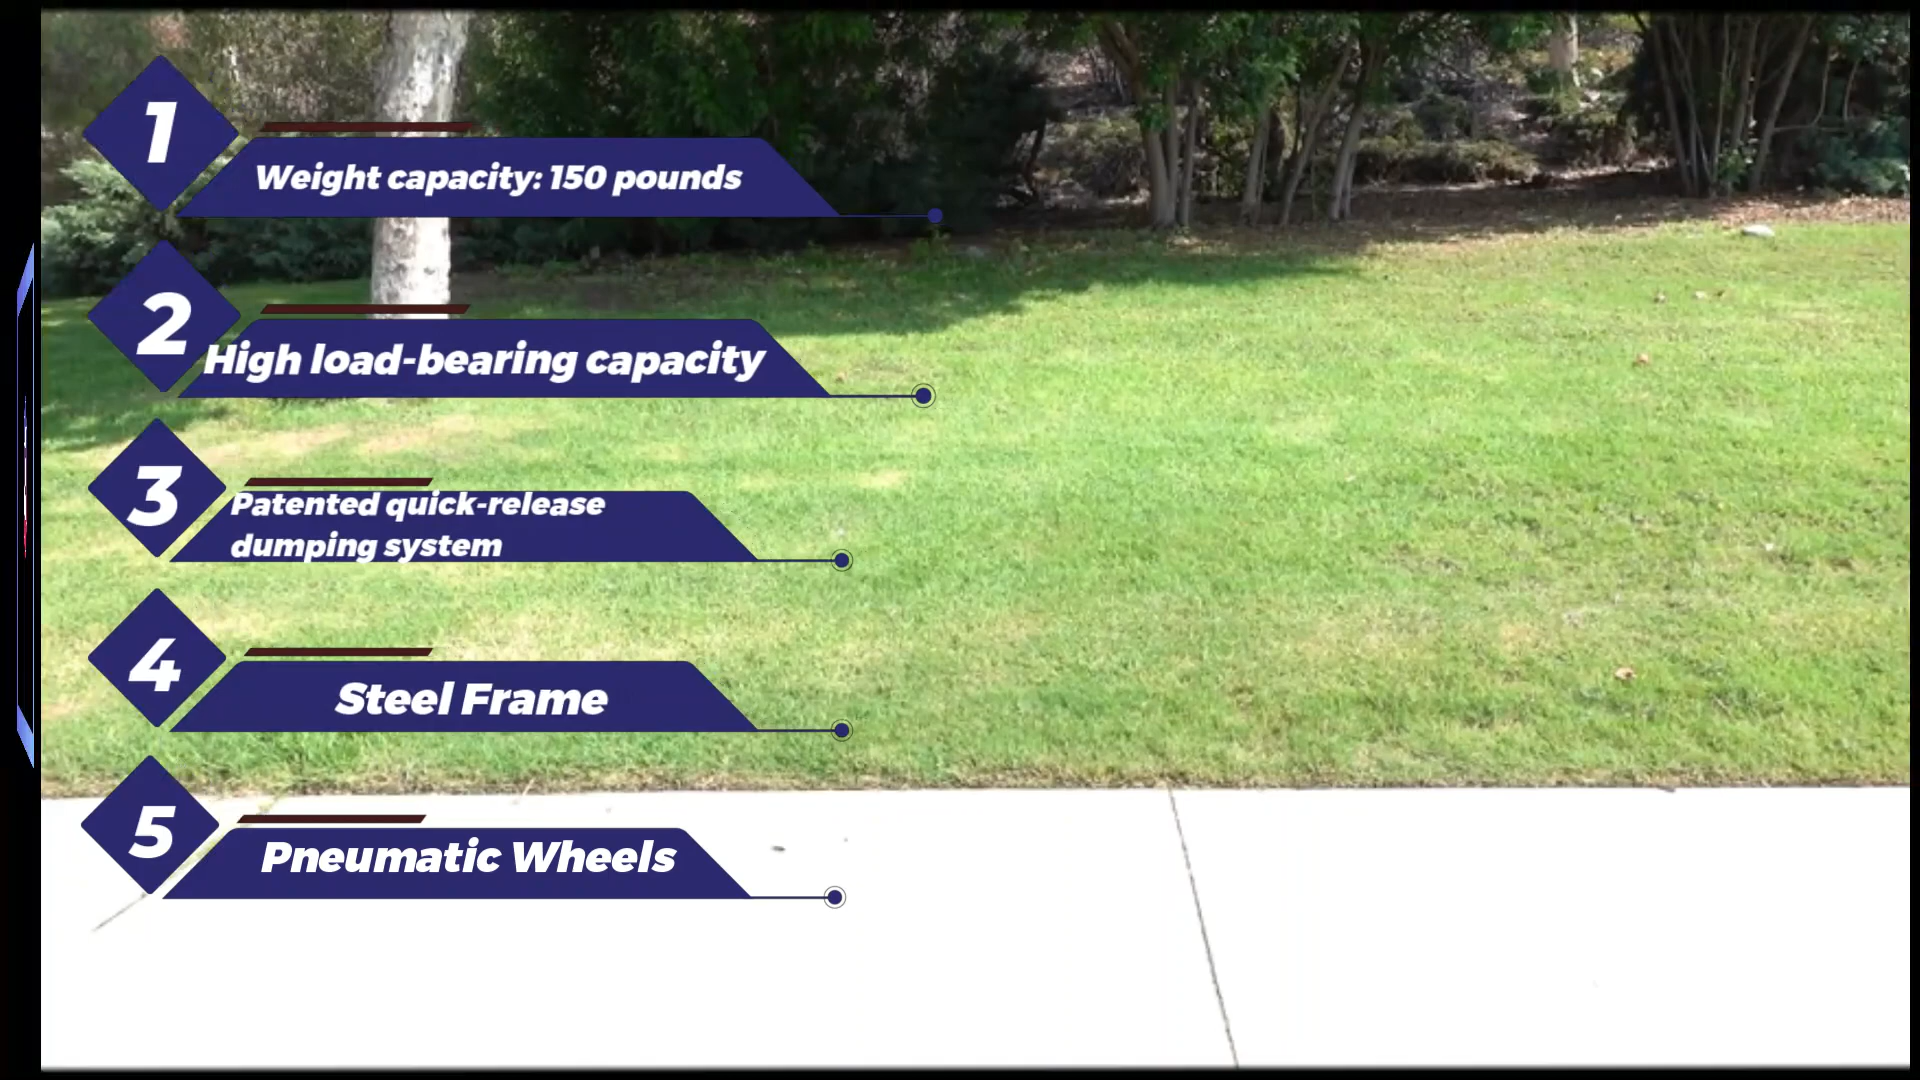 1
Weight capacity: 150 pounds
2
High load-bearing capacity
3
Patented quick-release
dumping system
4
Steel Frame
5
Pneumatic Wheels